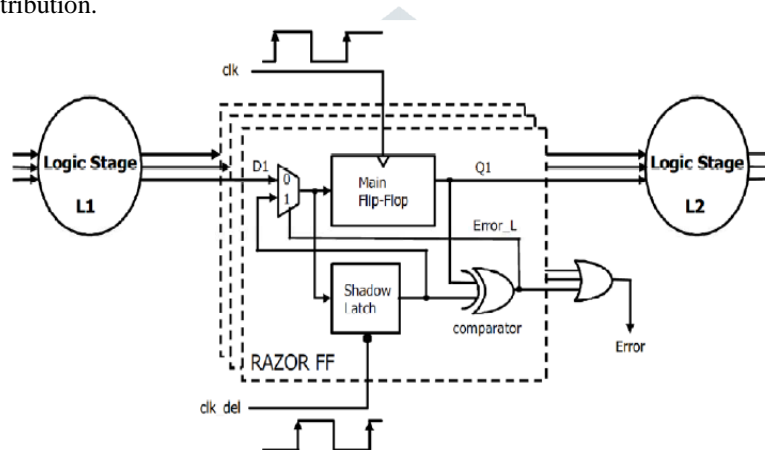 tribution.
clk
Logic Stage
L1
D1
0
1
Main
Flip-Flop
Q1
Logic Stage
L2
Error_L
Shadow
Latch
comparator
Error
RAZOR FF
clk_del